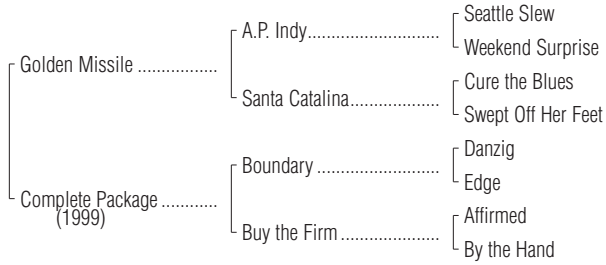 Seattle Slew
A.P. Indy............................
Weekend Surprise
Golden Missile .................
Cure the Blues
Santa Catalina...................
Swept Off Her Feet
Danzig
Boundary ..........................
Edge
Complete Package ............
(1999)
Affirmed
Buy the Firm .....................
By the Hand